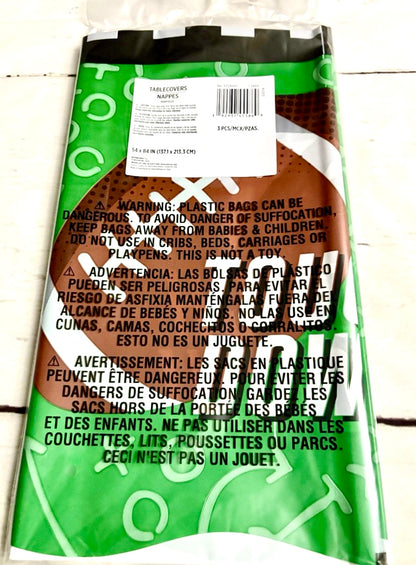 TABLECOVERS
NAPPES
54 x 84 IN (137.1 x 213.3 CM)
3 PCS/MCX/PZAS.
⚠ WARNING: PLASTIC BAGS CAN BE
DANGEROUS. TO AVOID DANGER OF SUFFOCATION,
KEEP BAGS AWAY FROM BABIES & CHILDREN.
DO NOT USE IN CRIBS, BEDS, CARRIAGES OR
PLAYPENS. THIS IS NOT A TOY.
⚠ ADVERTENCIA: LAS BOLSAS DE PLASTICO
PUEDEN SER PELIGROSAS. PARA EVITAR EL
RIESGO DE ASFIXIA MANTÉNGALAS FUERA DEL
ALCANCE DE BEBÉS Y NIÑOS. NO LAS USE EN
CUNAS, CAMAS, COCHECITOS O CORRALITOS.
ESTO NO ES UN JUGUETE.
⚠ AVERTISSEMENT: LES SACS EN PLASTIQUE
PEUVENT ÊTRE DANGEREUX. POUR ÉVITER LES
DANGERS DE SUFFOCATION, GARDEZ LES
SACS HORS DE LA PORTÉE DES BÉBÉS
ET DES ENFANTS. NE PAS UTILISER DANS LES
COUCHETTES, LITS, POUSSETTES OU PARCS.
CECI N'EST PAS UN JOUET.
TOU
DOW